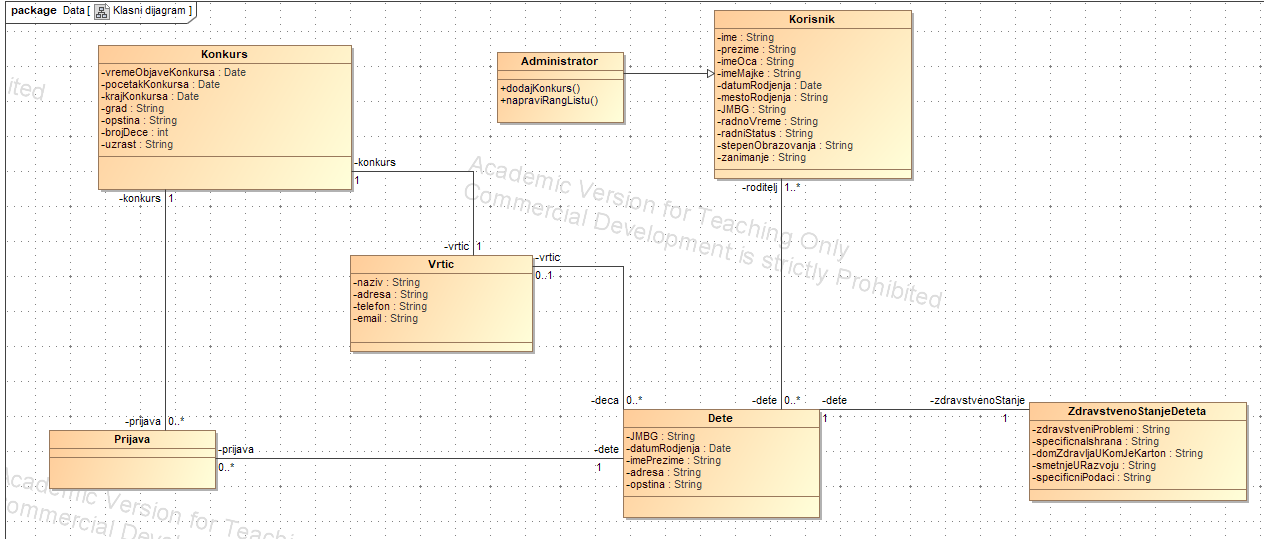 package Data [ Klasni dijagram ]
Konkurs
-vremeObjaveKonkursa : Date
-pocetakKonkursa : Date
-krajKonkursa : Date
-grad : String
-opstina : String
-brojDece : int
-uzrast : String
Administrator
+dodajKonkurs()
+napraviRangListu()
Korisnik
-ime : String
-prezime : String
-imeOca : String
-imeMajke : String
-datumRodjenja : Date
-mestoRodjenja : String
-JMBG : String
-radnoVreme : String
-radniStatus : String
-stepenObrazovanja : String
-zanimanje : String
-konkurs
1
-konkurs
1
-roditelj
1..*
-vrtic
1
Vrtic
-naziv : String
-adresa : String
-telefon : String
-email : String
-vrtic
0..1
-deca
0..*
-dete
0..*
-dete
1
-zdravstvenoStanje
1
-prijava
0..*
Prijava
-prijava
0..*
-dete
1
Dete
-JMBG : String
-datumRodjenja : Date
-imePrezime : String
-adresa : String
-opstina : String
ZdravstvenoStanjeDeteta
-zdravstveniProblemi : String
-specificnaIshrana : String
-domZdravljaUKomJeKarton : String
-smetnjeURazvoju : String
-specificniPodaci : String
Academic Version for Teaching Only
Commercial Development is strictly Prohibited
ited
Academic Version for Teachi
ommercial Development is